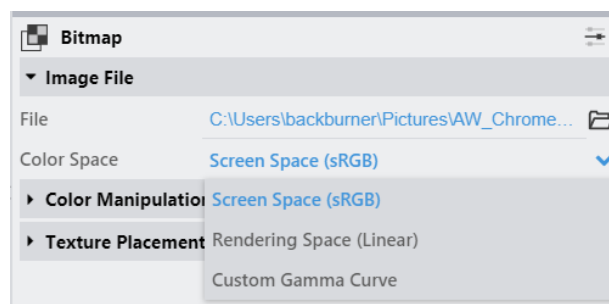 Bitmap
Image File
File C:\Users\backburner\Pictures\AW_Chrome...
Color Space Screen Space (sRGB)
Color Manipulation Screen Space (sRGB)
Texture Placement Rendering Space (Linear)
Custom Gamma Curve